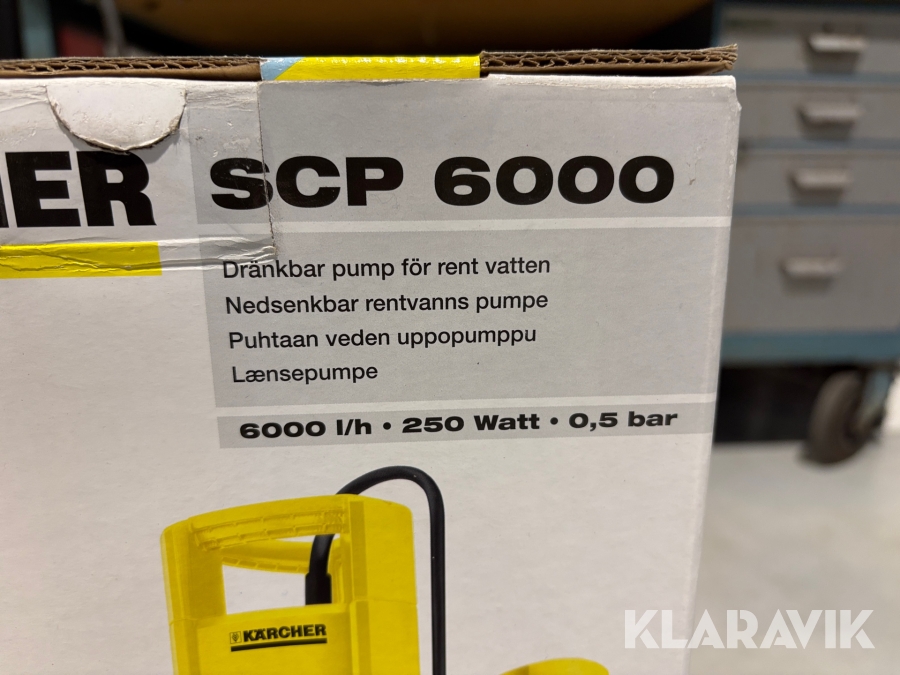 HER SCP 6000
Dränkbar pump för rent vatten
Nedsenkbar rentvanns pumpe
Puhtaan veden uppopumppu
Lænsepumpe
6000 l/h • 250 Watt • 0,5 bar
KÄRCHER
KLARAVIK